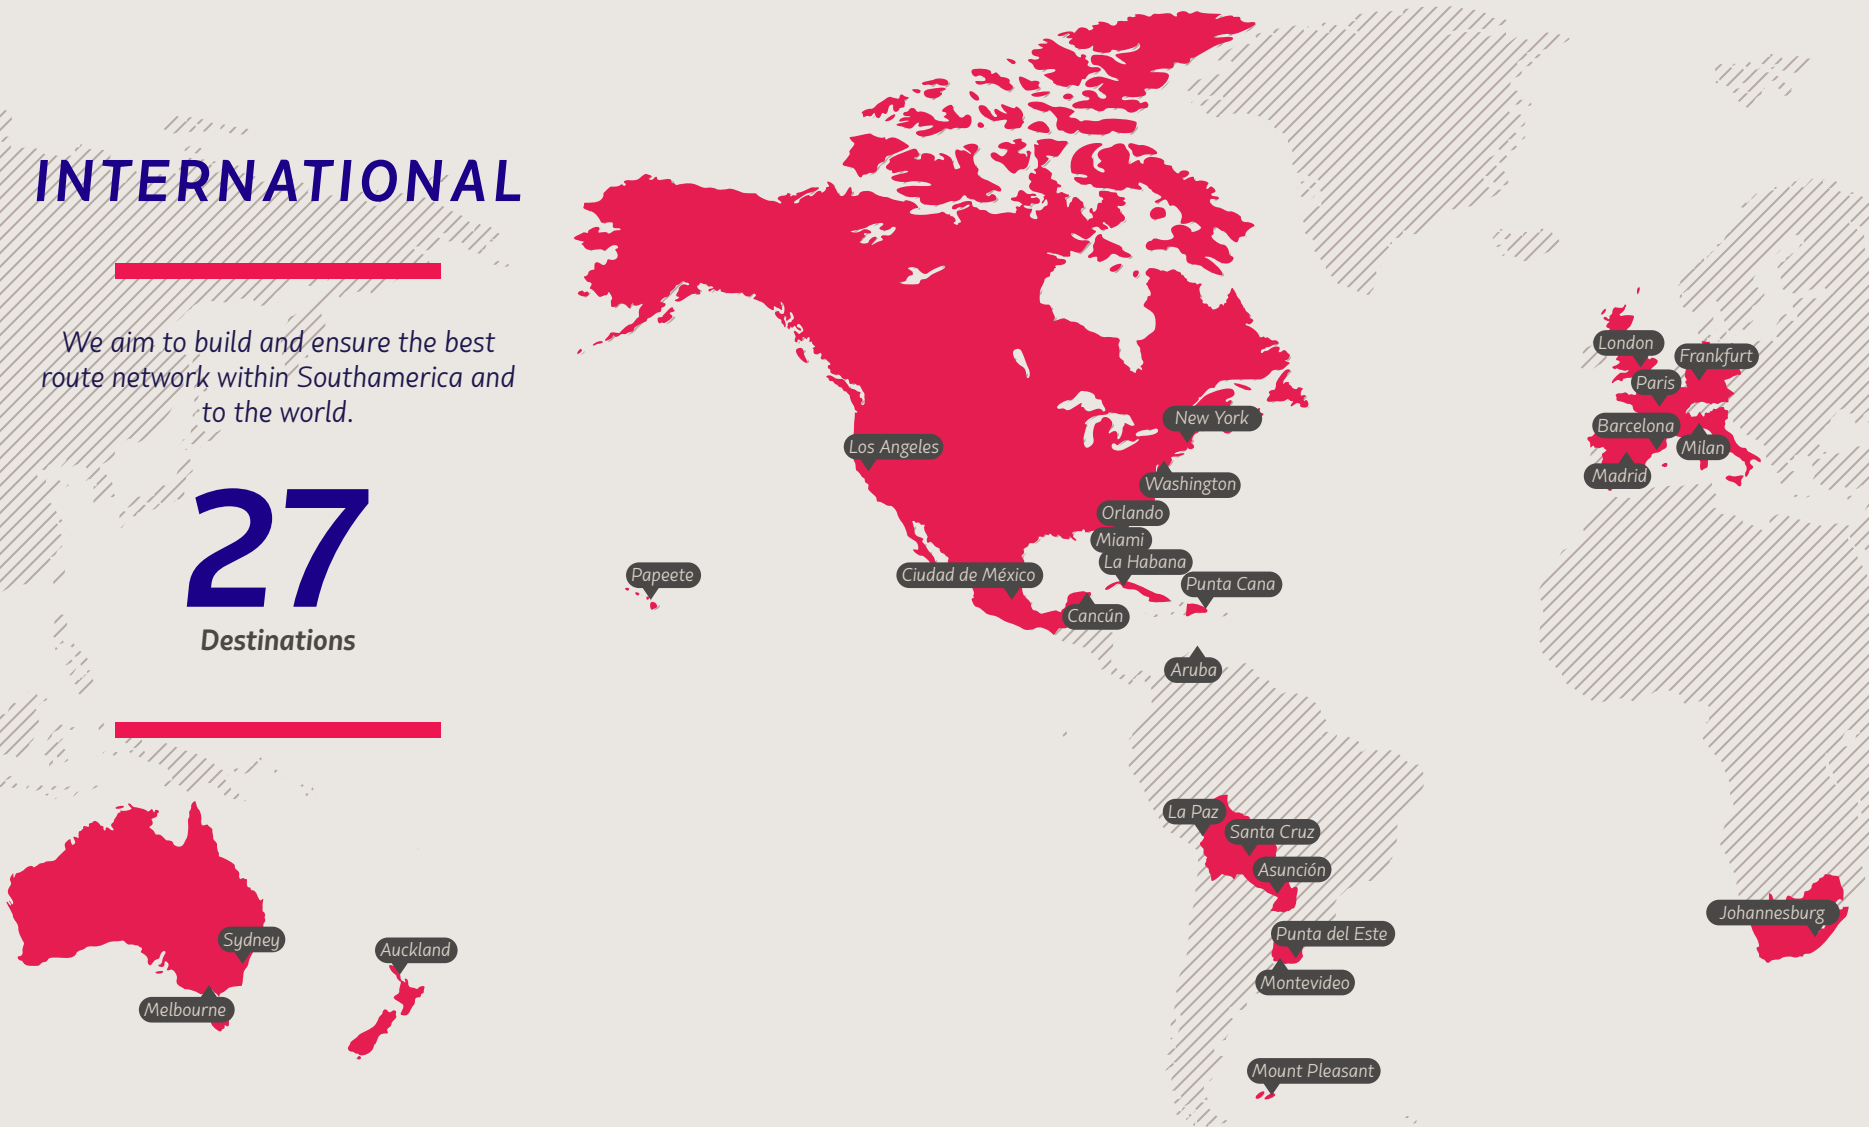 INTERNATIONAL
We aim to build and ensure the best
route network within Southamerica and
to the world.
27
Destinations
London
Frankfurt
Paris
New York
Barcelona
Los Angeles
Milan
Madrid
Washington
Orlando
Miami
La Habana
Papeete
Ciudad de México
Punta Cana
Cancún
Aruba
La Paz
Santa Cruz
Asunción
Johannesburg
Punta del Este
Sydney
Auckland
Montevideo
Melbourne
Mount Pleasant